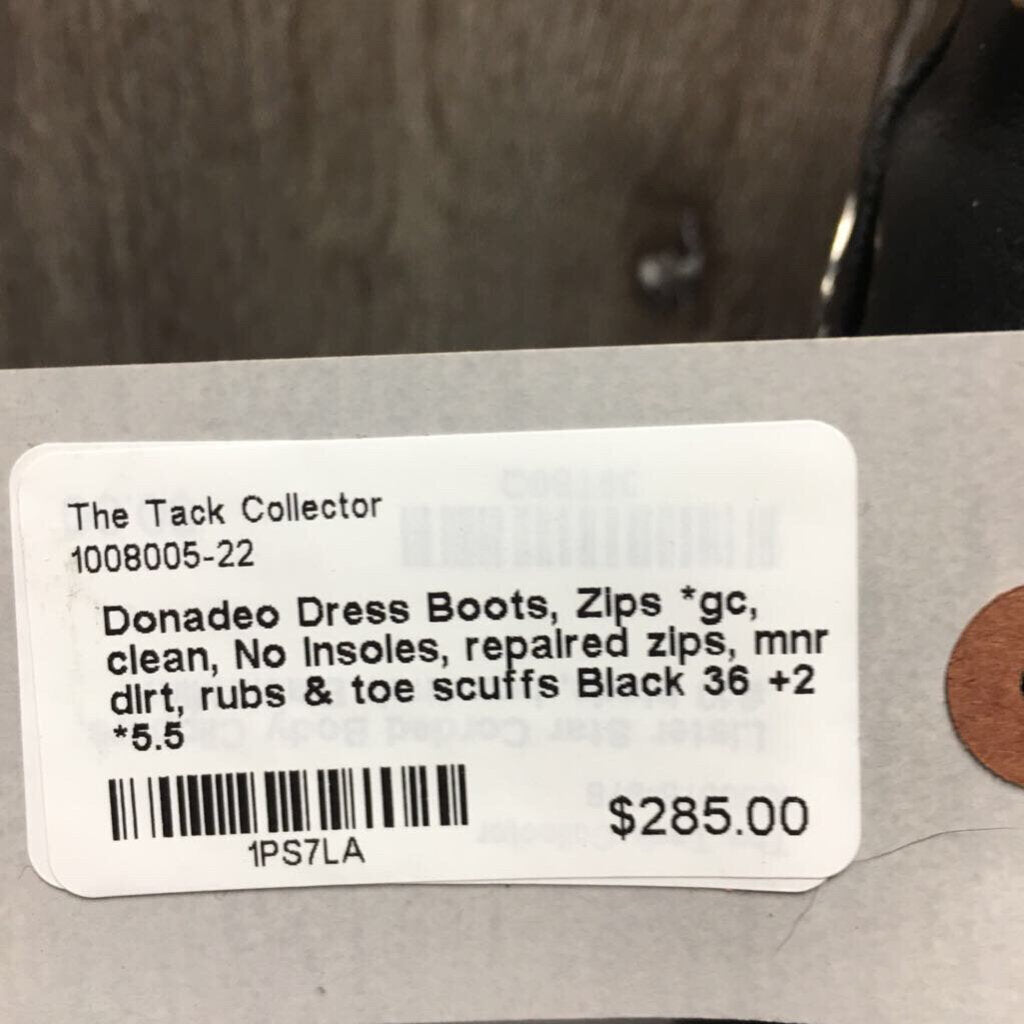 The Tack Collector
1008005-22
Donadeo Dress Boots, Zips *gc,
clean, No insoles, repaired zips, mnr
dirt, rubs & toe scuffs Black 36 +2
*5.5
1PS7LA
$285.00